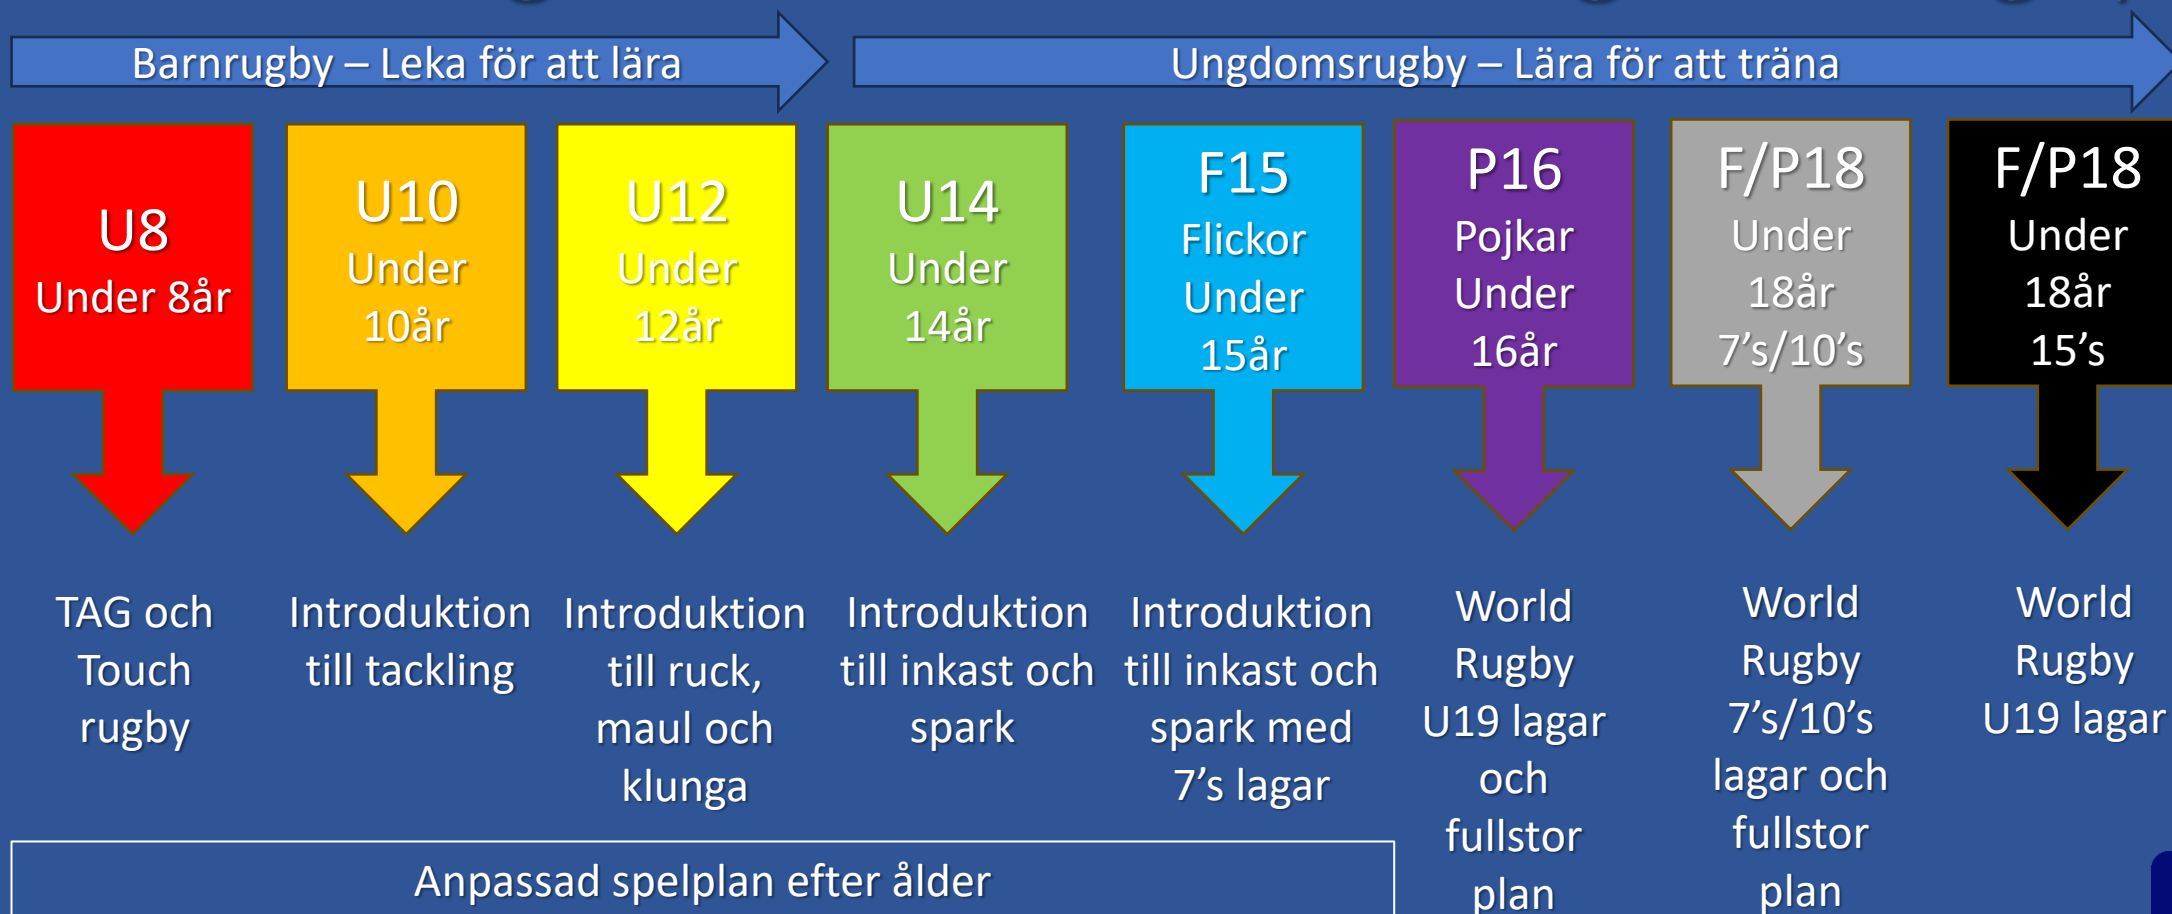 Barnrugby – Leka för att lära
Ungdomsrugby – Lära för att träna
U8
Under 8år
U10
Under
10år
U12
Under
12år
U14
Under
14år
F15
Flickor
Under
15år
P16
Pojkar
Under
16år
F/P18
Under
18år
7’s/10’s
F/P18
Under
18år
15’s
TAG och
Touch
rugby
Introduktion
till tackling
Introduktion
till ruck,
maul och
klunga
Introduktion
till inkast och
spark
Introduktion
till inkast och
spark med
7’s lagar
World
Rugby
U19 lagar
och
fullstor
plan
World
Rugby
7’s/10’s
lagar och
fullstor
plan
World
Rugby
U19 lagar
Anpassad spelplan efter ålder